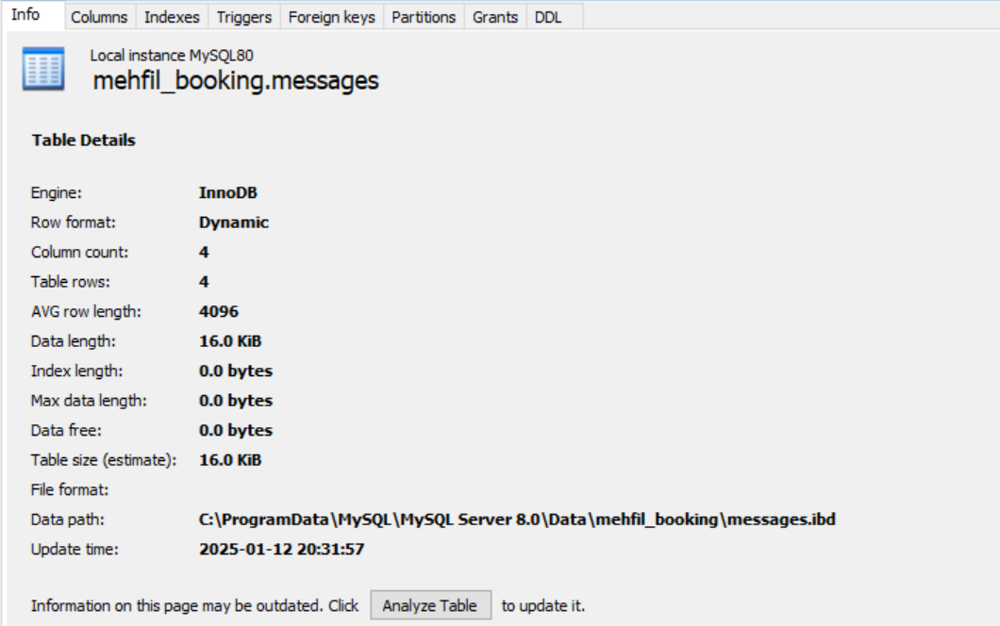 Info Columns Indexes Triggers Foreign keys Partitions Grants DDL
Local instance MySQL80
mehfil_booking.messages
Table Details
Engine: InnoDB
Row format: Dynamic
Column count: 4
Table rows: 4
AVG row length: 4096
Data length: 16.0 KiB
Index length: 0.0 bytes
Max data length: 0.0 bytes
Data free: 0.0 bytes
Table size (estimate): 16.0 KiB
File format:
Data path: C:\ProgramData\MySQL\MySQL Server 8.0\Data\mehfil_booking\messages.ibd
Update time: 2025-01-12 20:31:57
Information on this page may be outdated. Click Analyze Table to update it.